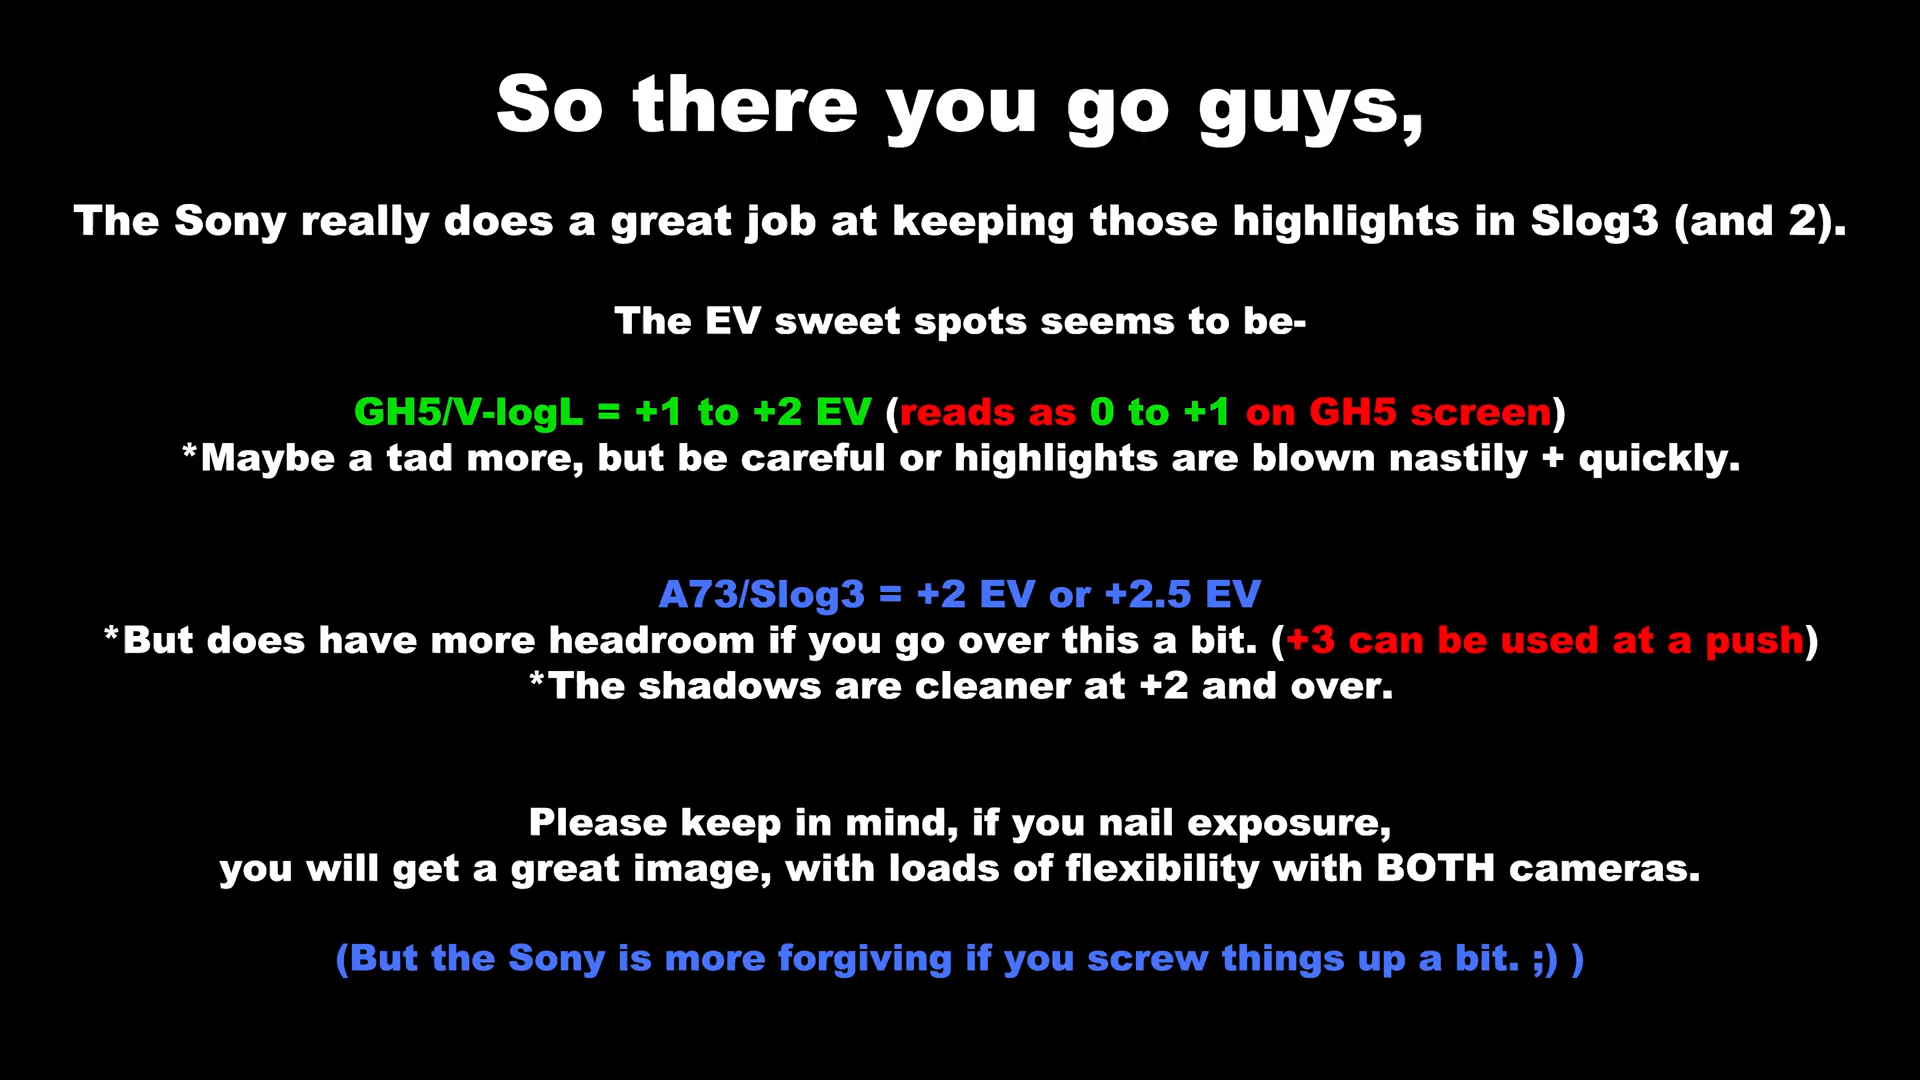 So there you go guys,
The Sony really does a great job at keeping those highlights in Slog3 (and 2).
The EV sweet spots seems to be-
GH5/V-logL = +1 to +2 EV (reads as 0 to +1 on GH5 screen)
*Maybe a tad more, but be careful or highlights are blown nastily + quickly.
A73/Slog3 = +2 EV or +2.5 EV
*But does have more headroom if you go over this a bit. (+3 can be used at a push)
*The shadows are cleaner at +2 and over.
Please keep in mind, if you nail exposure,
you will get a great image, with loads of flexibility with BOTH cameras.
(But the Sony is more forgiving if you screw things up a bit. ;) )